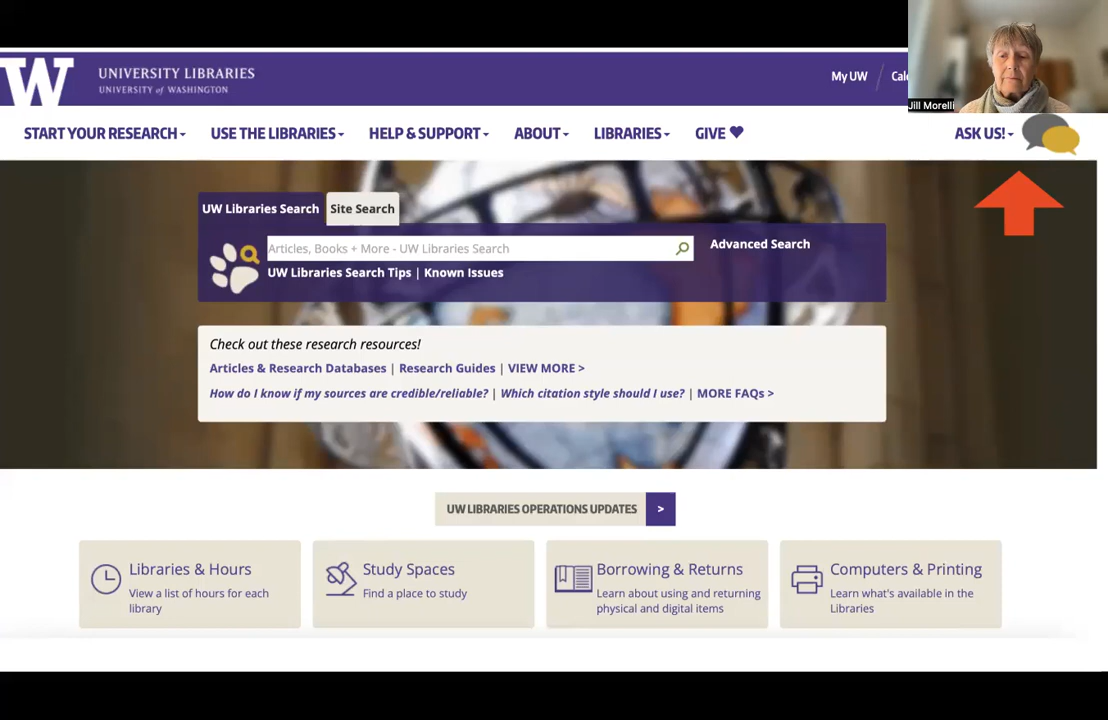 W
UNIVERSITY LIBRARIES
UNIVERSITY of WASHINGTON
My UW
Jill Morelli
START YOUR RESEARCH
USE THE LIBRARIES
HELP & SUPPORT
ABOUT
LIBRARIES
GIVE
ASK US!
UW Libraries Search
Site Search
Articles, Books + More - UW Libraries Search
Advanced Search
UW Libraries Search Tips | Known Issues
Check out these research resources!
Articles & Research Databases | Research Guides | VIEW MORE >
How do I know if my sources are credible/reliable? | Which citation style should I use? | MORE FAQs >
UW LIBRARIES OPERATIONS UPDATES >
Libraries & Hours
View a list of hours for each
library
Study Spaces
Find a place to study
Borrowing & Returns
Learn about using and returning
physical and digital items
Computers & Printing
Learn what's available in the
Libraries